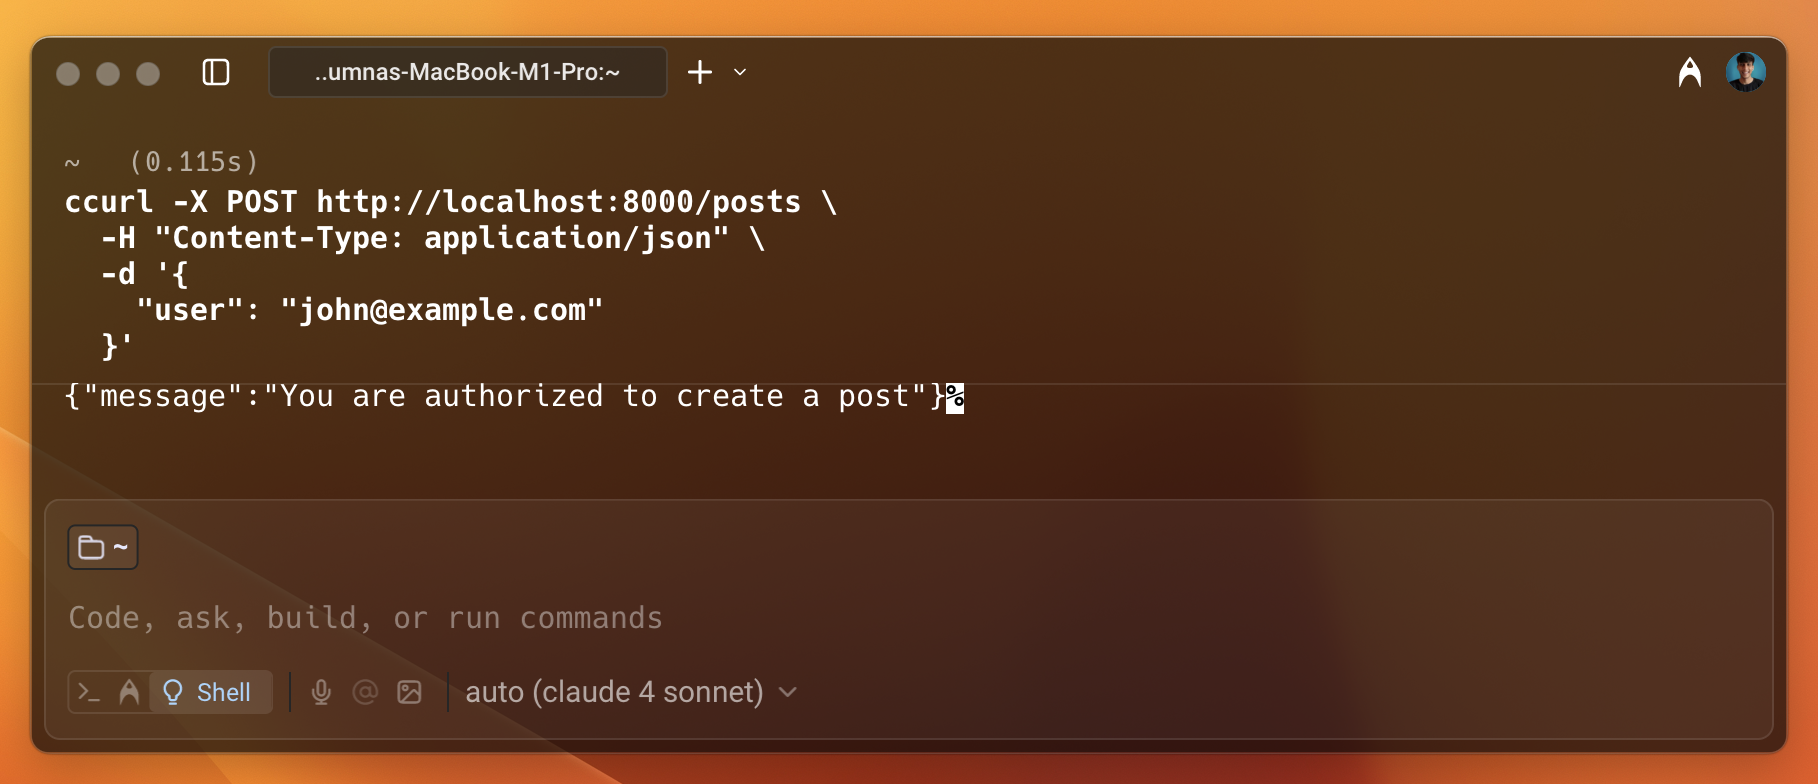 ..umnas-MacBook-M1-Pro:~
~ (0.115s)
ccurl -X POST http://localhost:8000/posts \
-H "Content-Type: application/json" \
-d '{
"user": "john@example.com"
}'
{"message":"You are authorized to create a post"}%
~
Code, ask, build, or run commands
Shell auto (claude 4 sonnet)